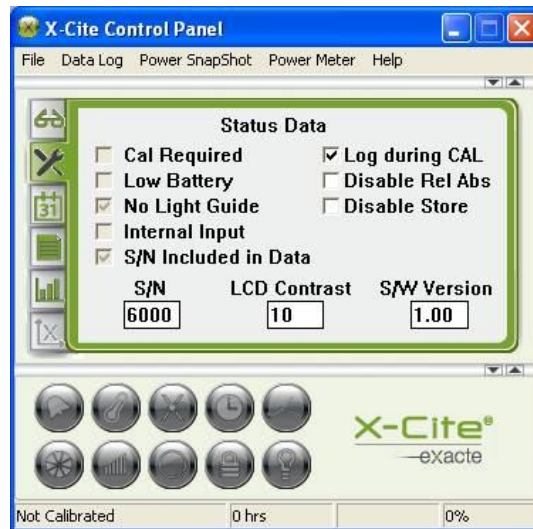 X-Cite Control Panel
File Data Log Power SnapShot Power Meter Help
Status Data
Cal Required
Low Battery
No Light Guide
Internal Input
S/N Included in Data
Log during CAL
Disable Rel Abs
Disable Store
S/N LCD Contrast S/W Version
6000 10 1.00
31
X
X-Cite®
exacte
Not Calibrated 0 hrs 0%